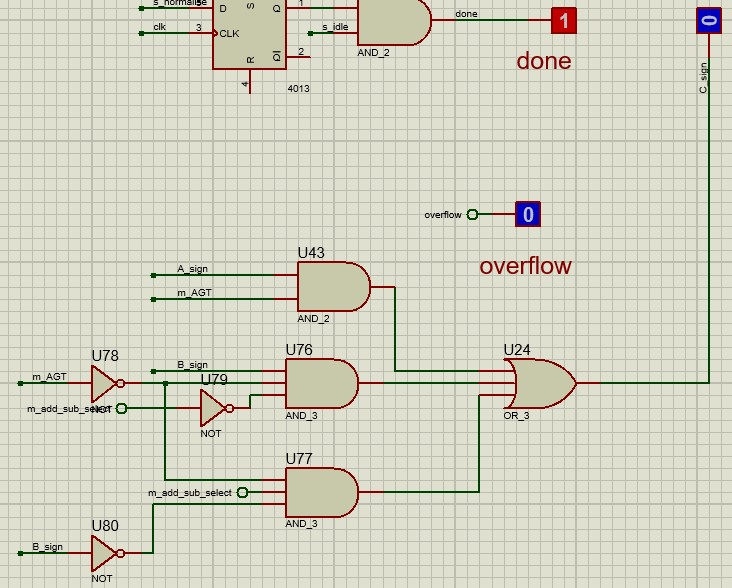 s_normalise
5
D
S
Q
1
done
1
0
clk
3
CLK
s_idle
AND_2
R
QI
2
done
4
4013
C_sign
overflow
0
overflow
U43
A_sign
m_AGT
AND_2
U78
B_sign
U76
U24
m_AGT
U79
m_add_sub_select
NOT
AND_3
OR_3
NOT
U77
m_add_sub_select
AND_3
U80
B_sign
NOT